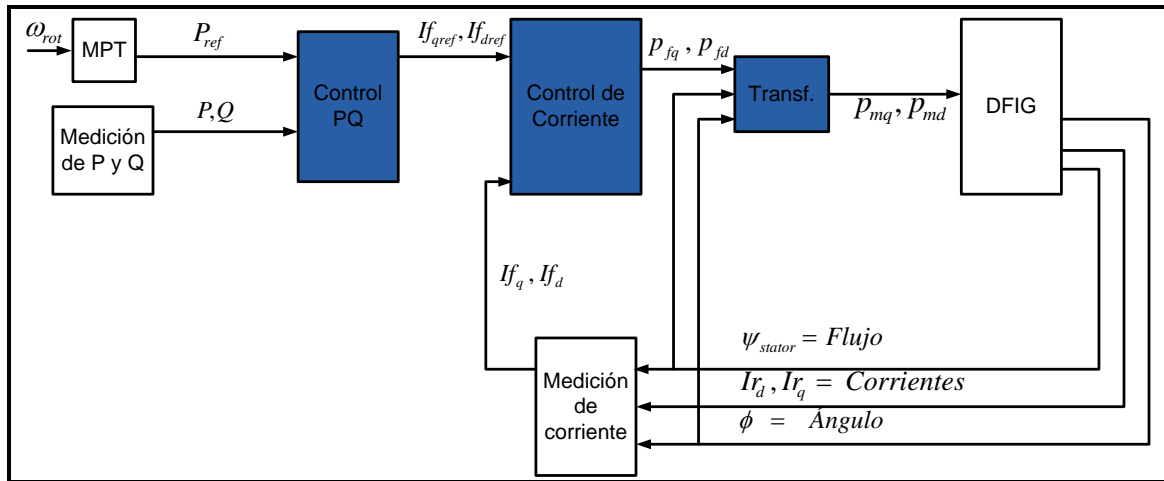 ω_rot
MPT
P_ref
If_qref, If_dref
Control
PQ
Control de
Corriente
p_fq , p_fd
Transf.
p_mq, p_md
DFIG
Medición
de P y Q
P,Q
If_q , If_d
Medición
de
corriente
ψ_stator = Flujo
Ir_d , Ir_q = Corrientes
ϕ = Ángulo